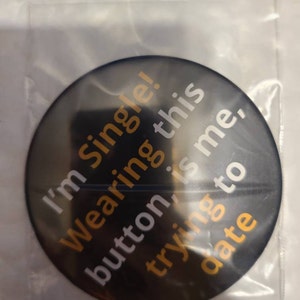 I'm Single!
Wearing this
button, is me,
trying to
date